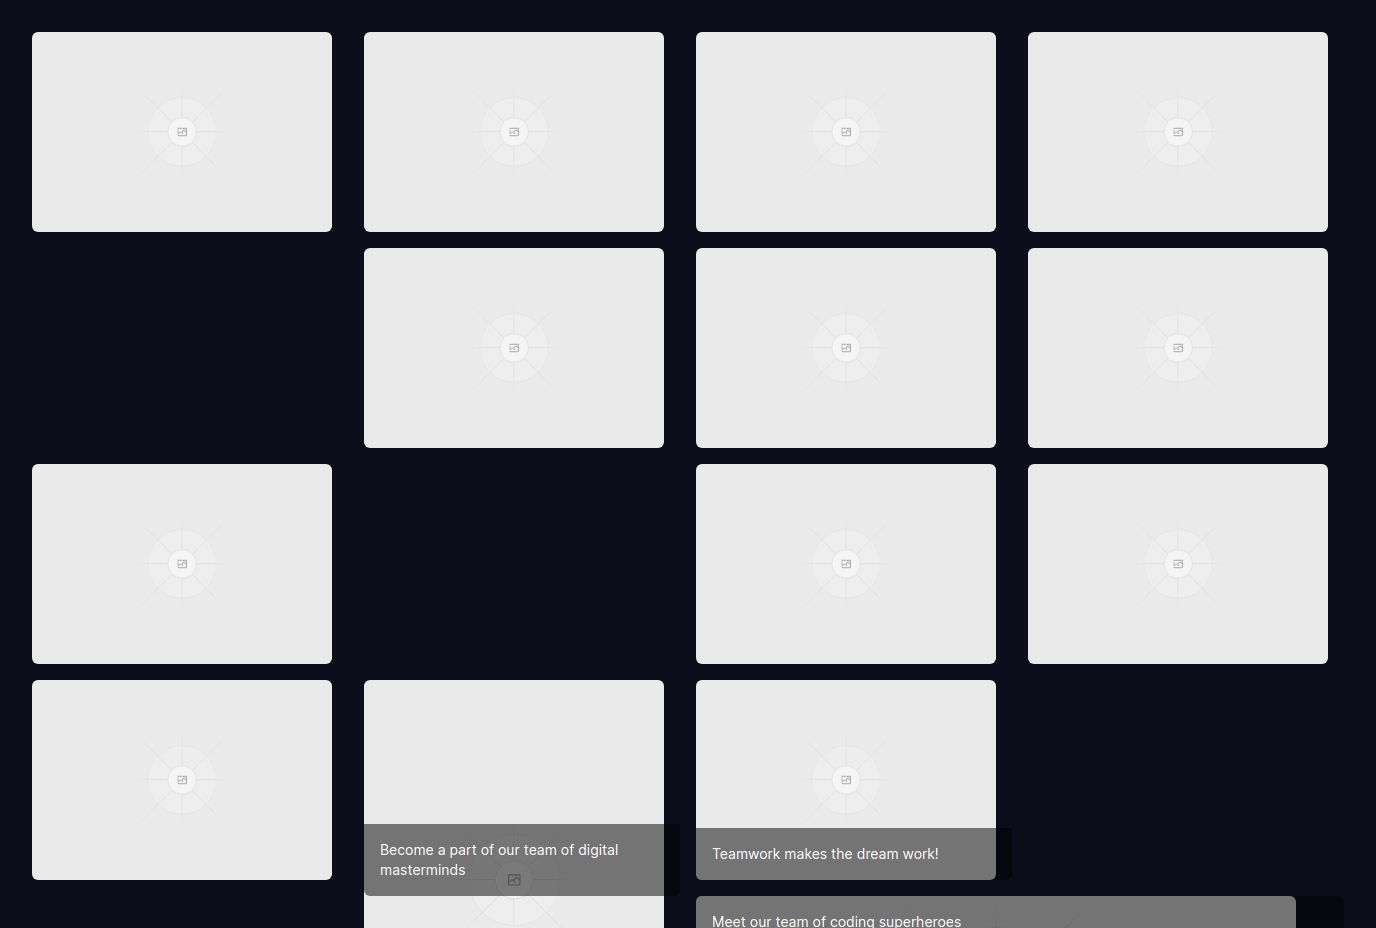 Become a part of our team of digital
masterminds
Teamwork makes the dream work!
Meet our team of coding superheroes